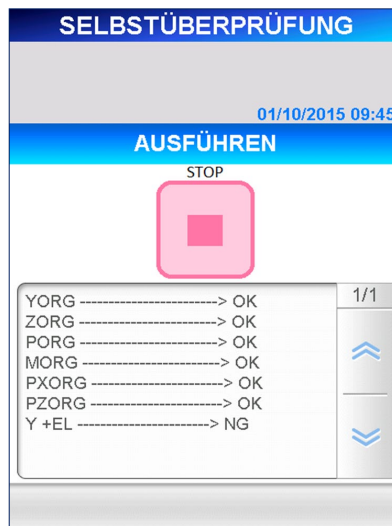 SELBSTÜBERPRÜFUNG
01/10/2015 09:45
AUSFÜHREN
STOP
1/1
YORG ------------------------> OK
ZORG ------------------------> OK
PORG ------------------------> OK
MORG ------------------------> OK
PXORG ------------------------> OK
PZORG ------------------------> OK
Y +EL -----------------------> NG